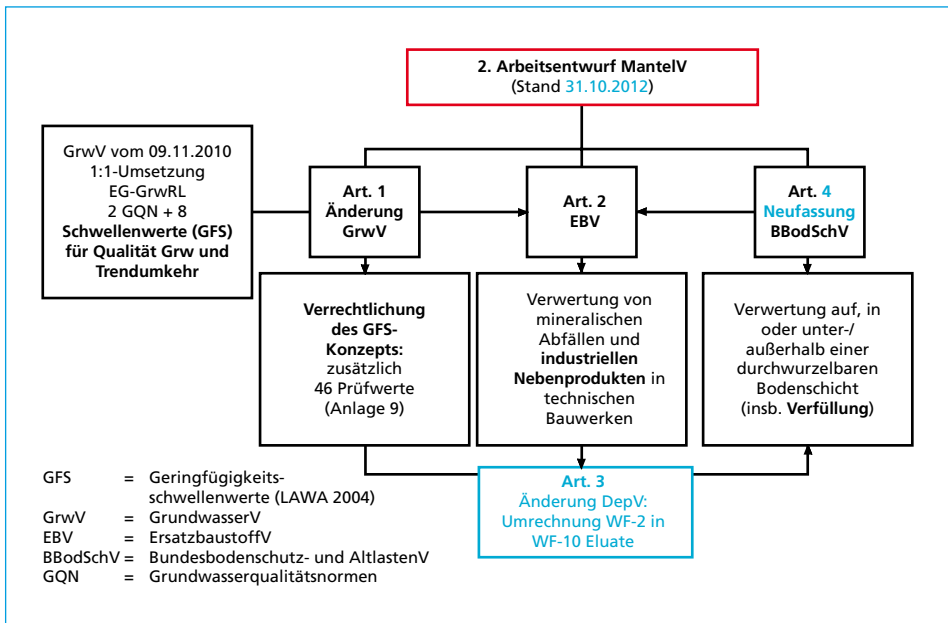 2. Arbeitsentwurf MantelV
(Stand 31.10.2012)
GrwV vom 09.11.2010
1:1-Umsetzung
EG-GrwRL
2 GQN + 8
Schwellenwerte (GFS)
für Qualität Grw und
Trendumkehr
Art. 1
Änderung
GrwV
Art. 2
EBV
Art. 4
Neufassung
BBodSchV
Verrechtlichung
des GFS-
Konzepts:
zusätzlich
46 Prüfwerte
(Anlage 9)
Verwertung von
mineralischen
Abfällen und
industriellen
Nebenprodukten in
technischen
Bauwerken
Verwertung auf, in
oder unter-/
außerhalb einer
durchwurzelbaren
Bodenschicht
(insb. Verfüllung)
Art. 3
Änderung DepV:
Umrechnung WF-2 in
WF-10 Eluate
GFS = Geringfügigkeits-
schwellenwerte (LAWA 2004)
GrwV = GrundwasserV
EBV = ErsatzbaustoffV
BBodSchV = Bundesbodenschutz- und AltlastenV
GQN = Grundwasserqualitätsnormen